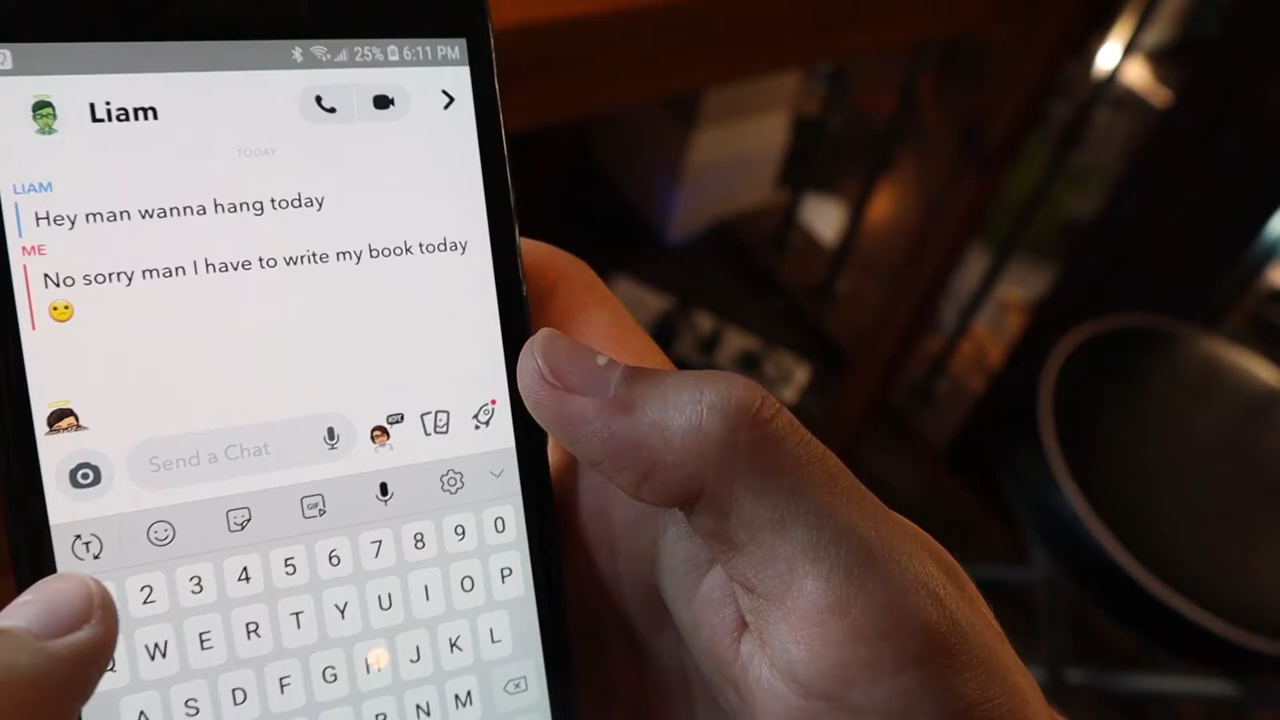 25% 6:11 PM
Liam
TODAY
LIAM
Hey man wanna hang today
ME
No sorry man I have to write my book today
😕
Send a Chat
T
GIF
2 3 4 5 6 7 8 9 0
Q W E R T Y U I O P
A S D F G H J K L
N M